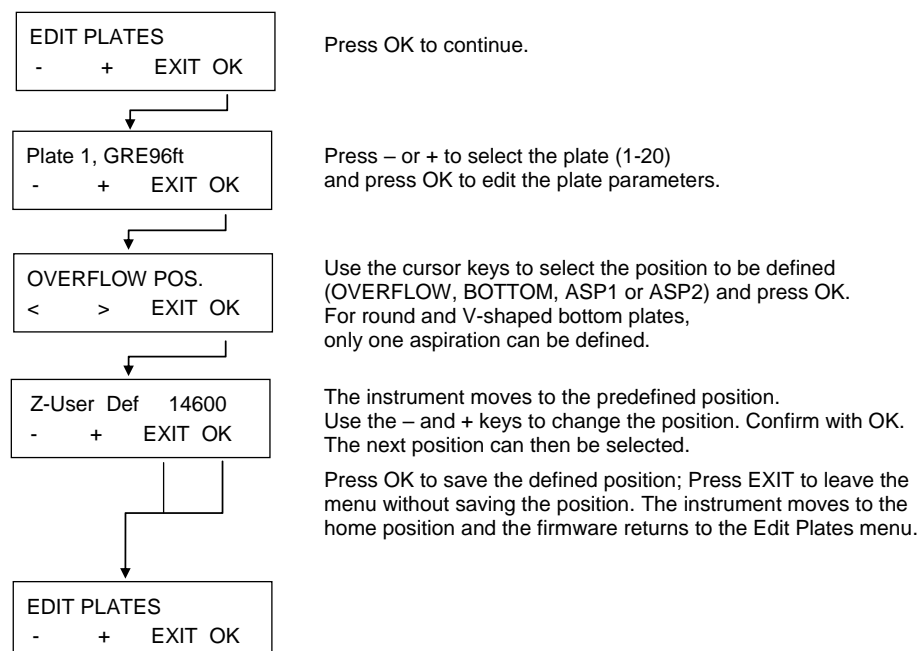 EDIT PLATES
- + EXIT OK
Press OK to continue.
Plate 1, GRE96ft
- + EXIT OK
Press – or + to select the plate (1-20)
and press OK to edit the plate parameters.
OVERFLOW POS.
< > EXIT OK
Use the cursor keys to select the position to be defined
(OVERFLOW, BOTTOM, ASP1 or ASP2) and press OK.
For round and V-shaped bottom plates,
only one aspiration can be defined.
Z-User Def 14600
- + EXIT OK
The instrument moves to the predefined position.
Use the – and + keys to change the position. Confirm with OK.
The next position can then be selected.
Press OK to save the defined position; Press EXIT to leave the
menu without saving the position. The instrument moves to the
home position and the firmware returns to the Edit Plates menu.
EDIT PLATES
- + EXIT OK